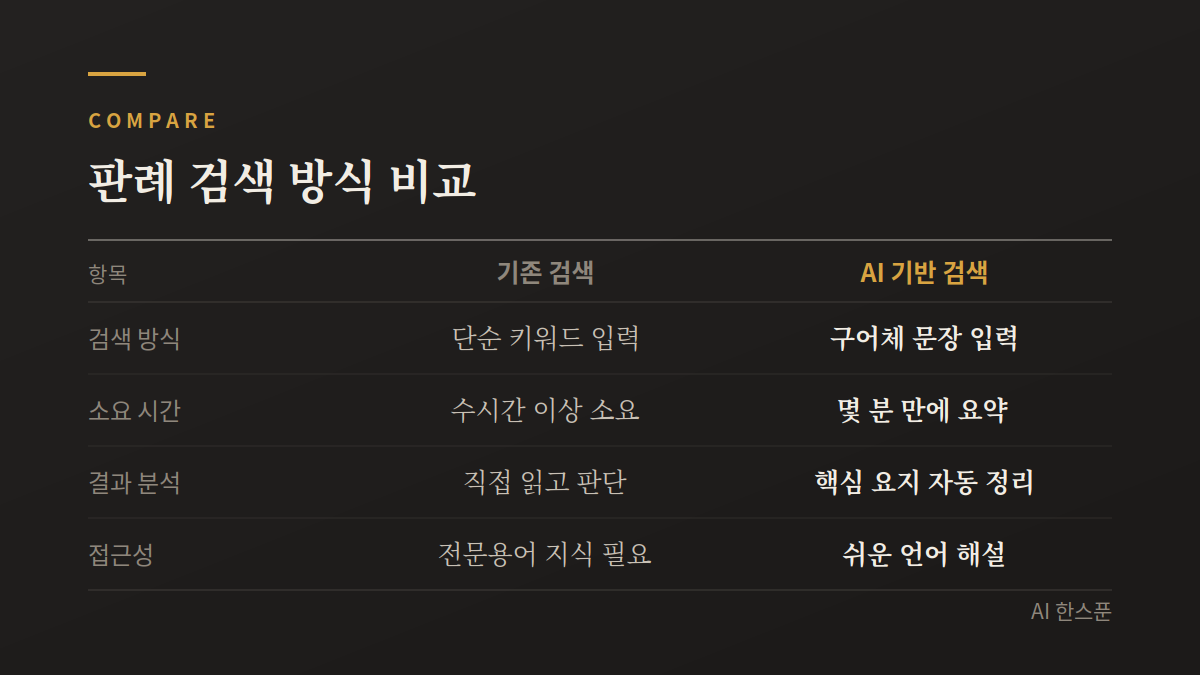 COMPARE
판례 검색 방식 비교
항목 기존 검색 AI 기반 검색
검색 방식 단순 키워드 입력 구어체 문장 입력
소요 시간 수시간 이상 소요 몇 분 만에 요약
결과 분석 직접 읽고 판단 핵심 요지 자동 정리
접근성 전문용어 지식 필요 쉬운 언어 해설
AI 한스푼